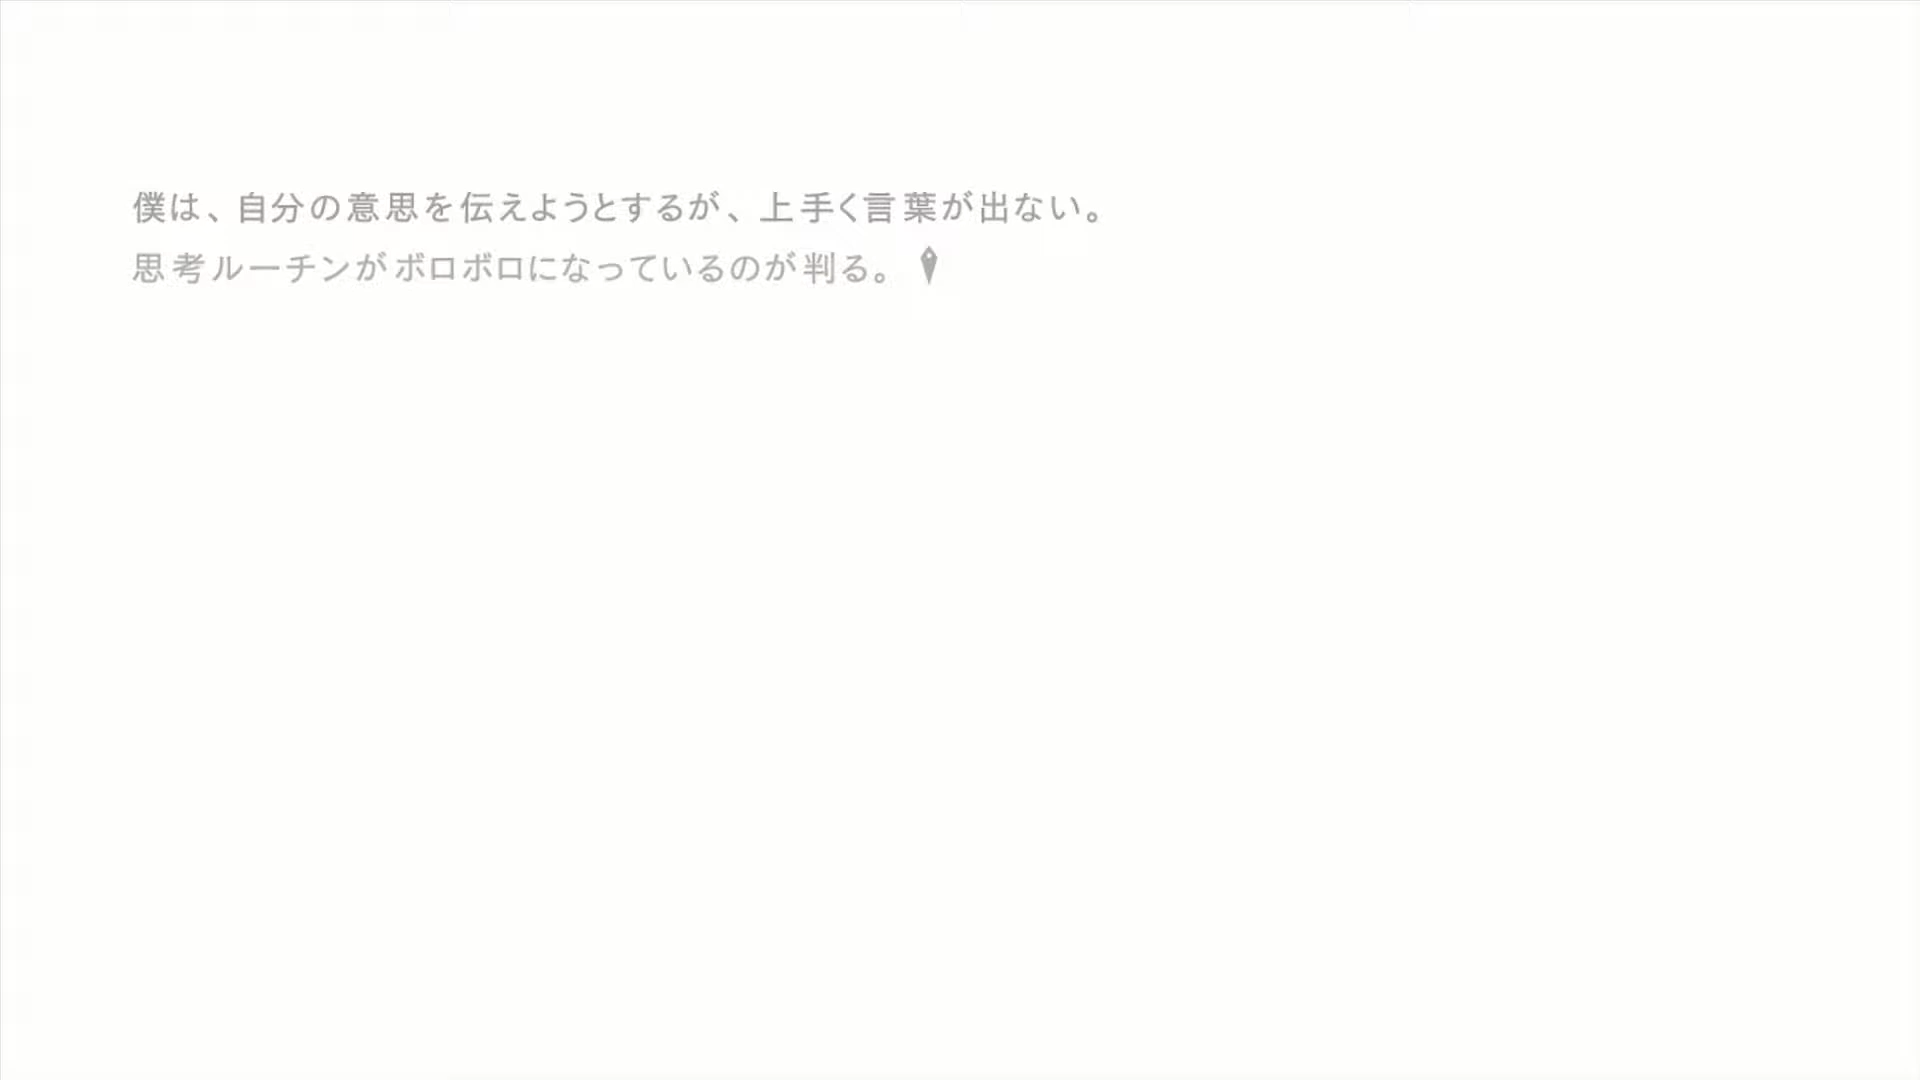 僕は、自分の意思を伝えようとするが、上手く言葉が出ない。
思考ルーチンがボロボロになっているのが判る。